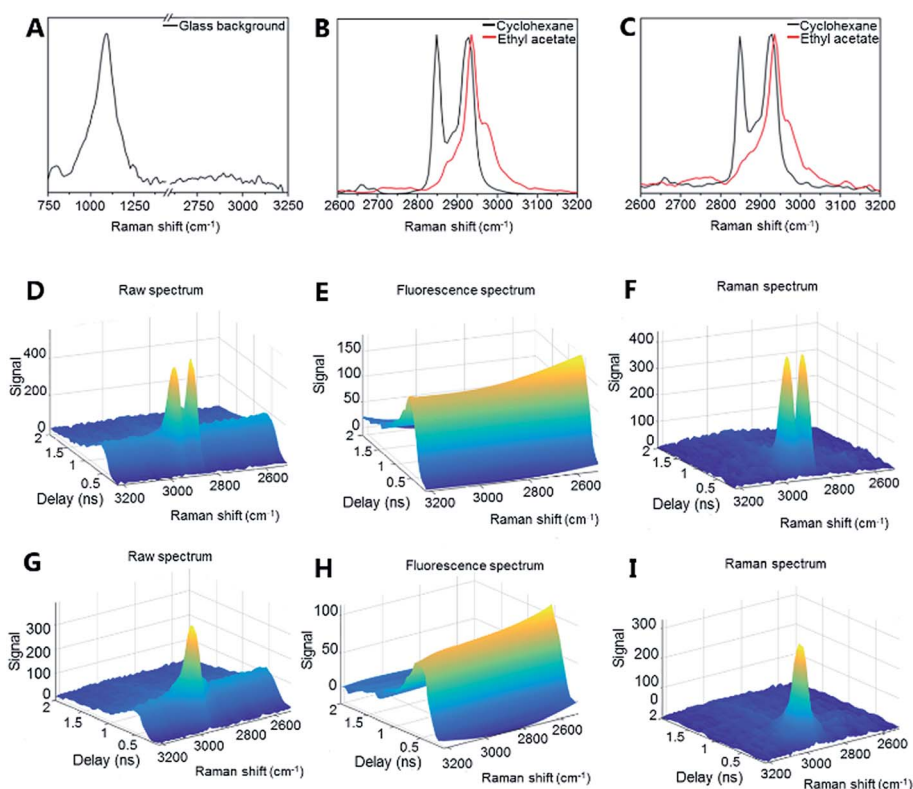 A
Glass background
750 1000 1250 2750 3250
Raman shift (cm⁻¹)
B
Cyclohexane
Ethyl acetate
2600 2700 2800 2900 3000 3100 3200
Raman shift (cm⁻¹)
C
Cyclohexane
Ethyl acetate
2600 2700 2800 2900 3000 3100 3200
Raman shift (cm⁻¹)
D
Raw spectrum
Signal
400
200
0
2
1.5
1
0.5
Delay (ns)
3200 3000 2800 2600
Raman shift (cm⁻¹)
E
Fluorescence spectrum
Signal
150
100
50
0
2
1.5
1
0.5
Delay (ns)
3200 3000 2800 2600
Raman shift (cm⁻¹)
F
Raman spectrum
Signal
400
300
200
100
0
2
1.5
1
0.5
Delay (ns)
3200 3000 2800 2600
Raman shift (cm⁻¹)
G
Raw spectrum
Signal
300
200
100
0
2
1.5
1
0.5
Delay (ns)
3200 3000 2800 2600
Raman shift (cm⁻¹)
H
Fluorescence spectrum
Signal
100
50
0
2
1.5
1
0.5
Delay (ns)
3200 3000 2800 2600
Raman shift (cm⁻¹)
I
Raman spectrum
Signal
300
200
100
0
2
1.5
1
0.5
Delay (ns)
3200 3000 2800 2600
Raman shift (cm⁻¹)